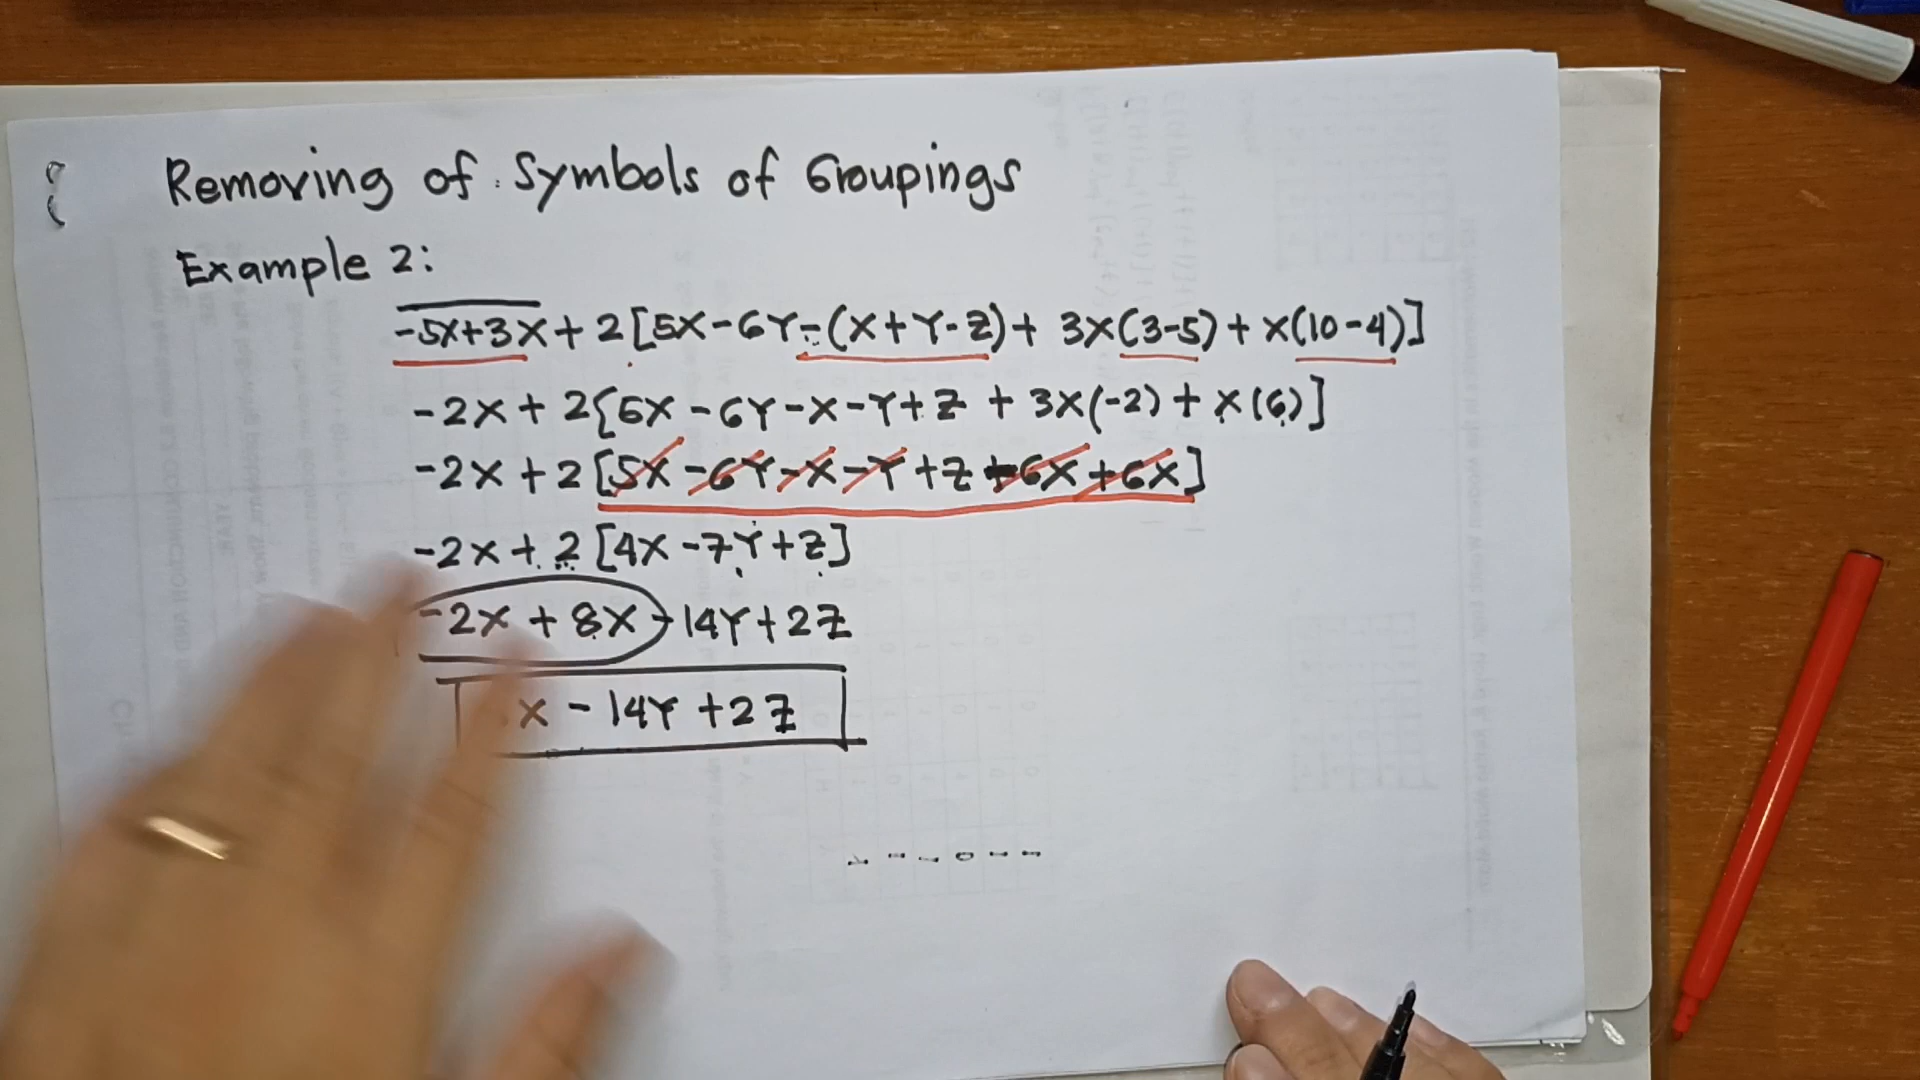 Removing of Symbols of Groupings
Example 2:
-5X+3X + 2[5X-6Y-(X+Y-Z)+ 3X(3-5)+X(10-4)]
-2X+2[5X-6Y-X-Y+Z + 3X(-2)+X(6)]
-2X+2[5X-6Y-X-Y+Z-6X+6X]
-2X+2[4X-7Y+Z]
-2X+8X-14Y+2Z
X-14Y+2Z